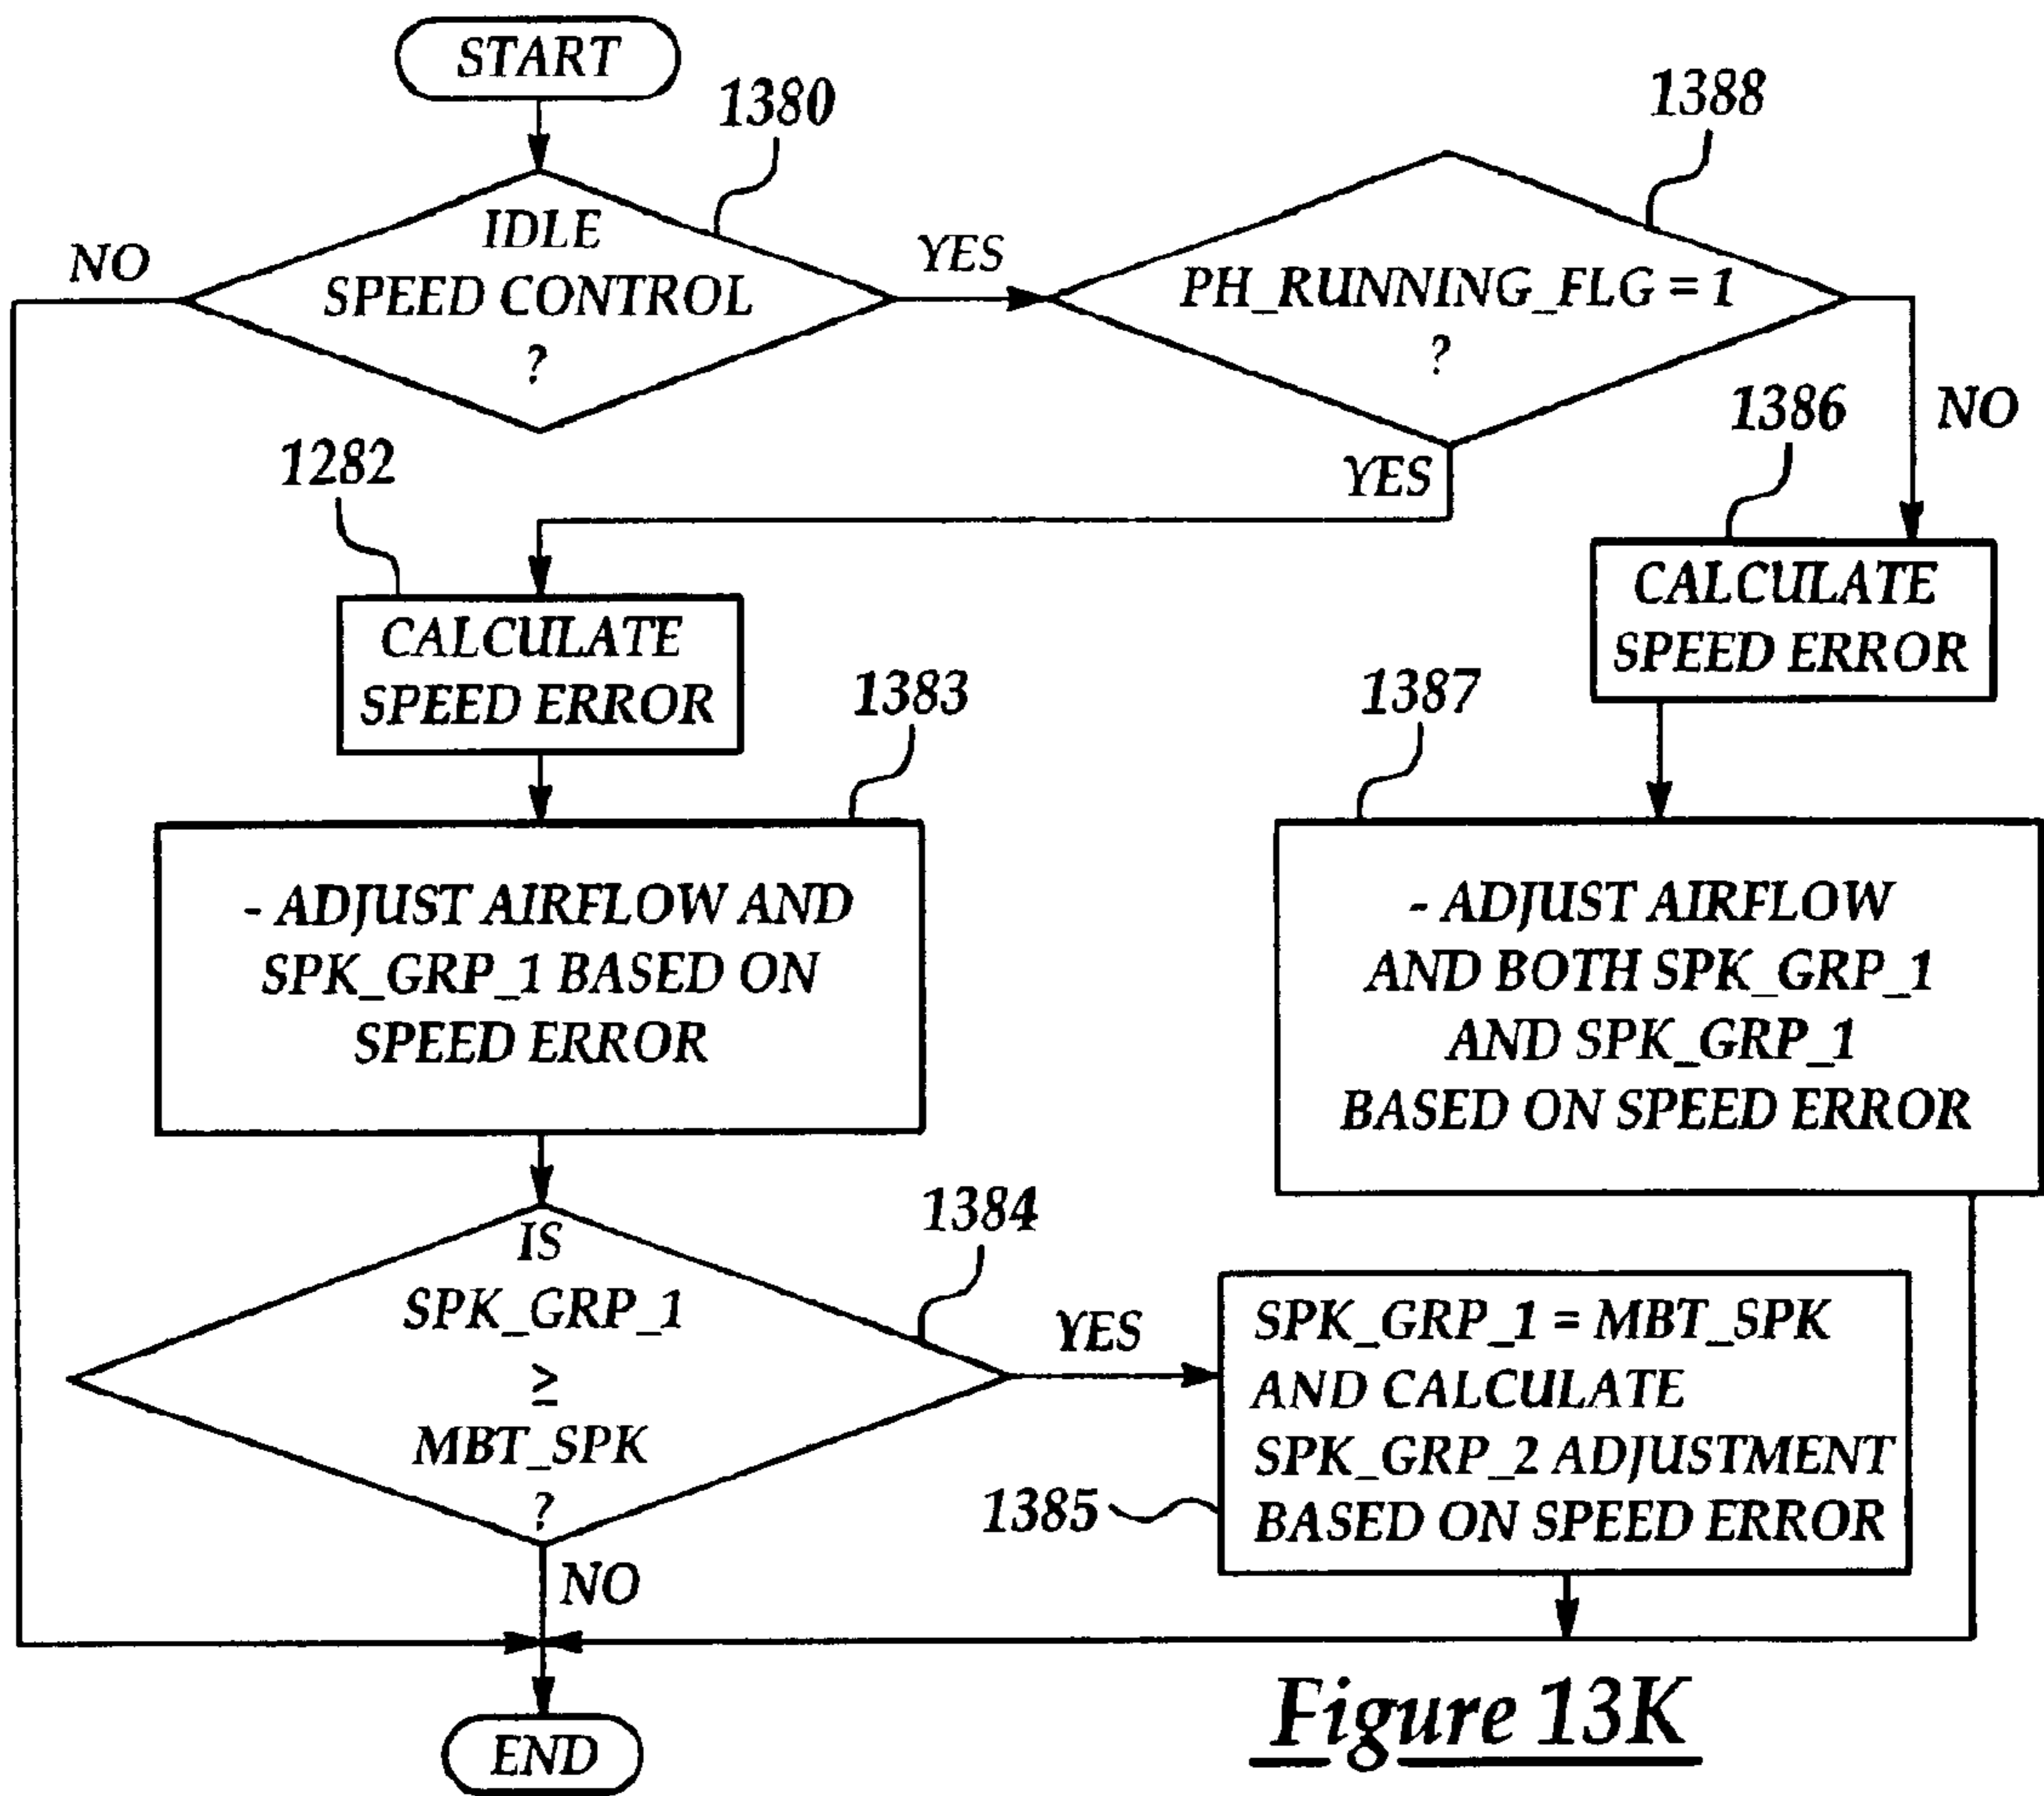 START
1380
1388
IDLE
SPEED CONTROL
?
NO
YES
PH_RUNNING_FLG = 1
?
NO
YES
1282
1386
CALCULATE
SPEED ERROR
CALCULATE
SPEED ERROR
1383
1387
- ADJUST AIRFLOW AND
SPK_GRP_1 BASED ON
SPEED ERROR
- ADJUST AIRFLOW
AND BOTH SPK_GRP_1
AND SPK_GRP_1
BASED ON SPEED ERROR
1384
IS
SPK_GRP_1
≥
MBT_SPK
?
YES
NO
SPK_GRP_1 = MBT_SPK
AND CALCULATE
SPK_GRP_2 ADJUSTMENT
BASED ON SPEED ERROR
1385
END
Figure 13K